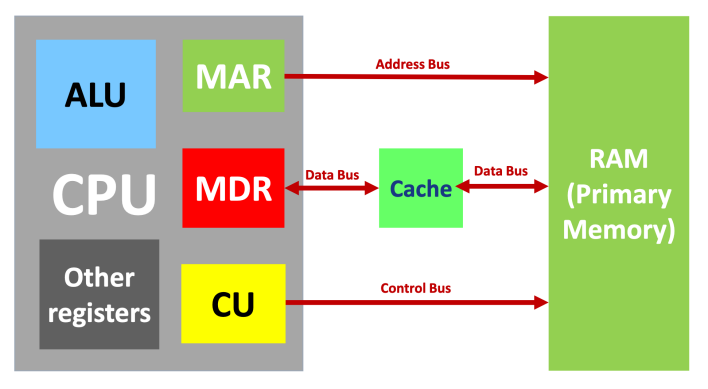 ALU
MAR
Address Bus
CPU
MDR
Data Bus
Cache
Data Bus
RAM
(Primary
Memory)
Other
registers
CU
Control Bus